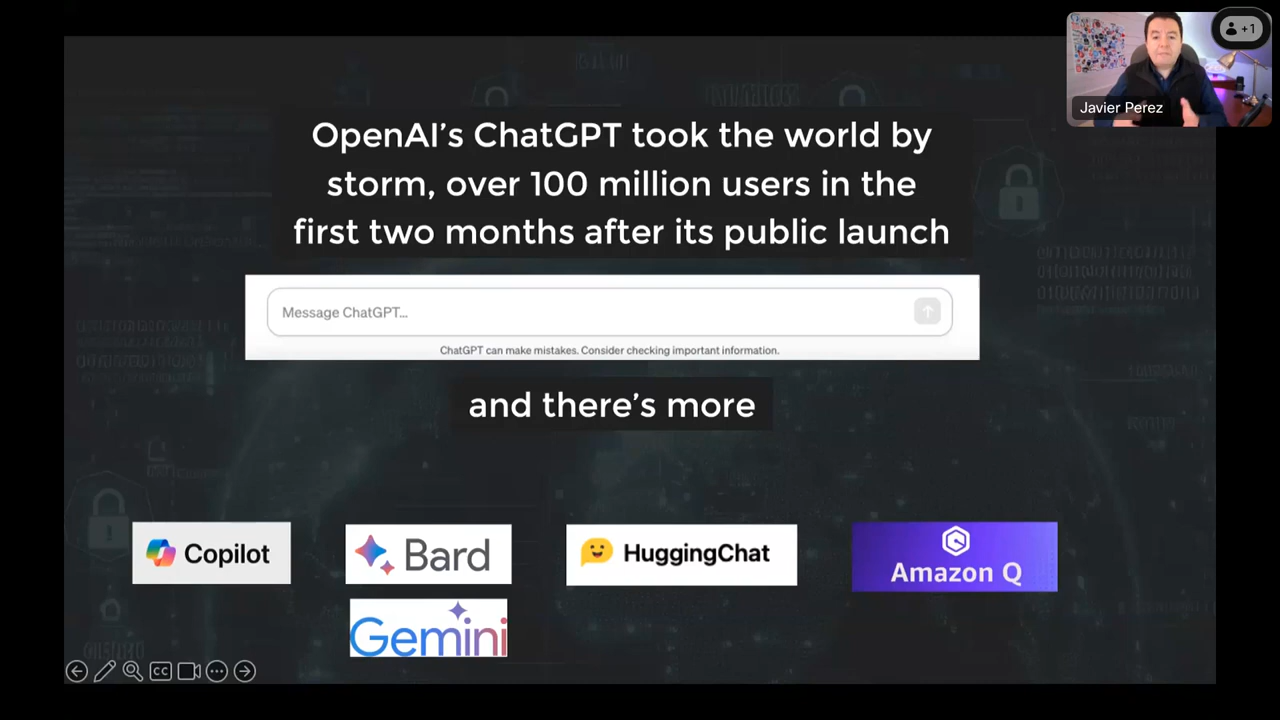 +1
Javier Perez
OpenAI’s ChatGPT took the world by
storm, over 100 million users in the
first two months after its public launch
Message ChatGPT...
ChatGPT can make mistakes. Consider checking important information.
and there’s more
Copilot
Bard
HuggingChat
Amazon Q
Gemini
CC